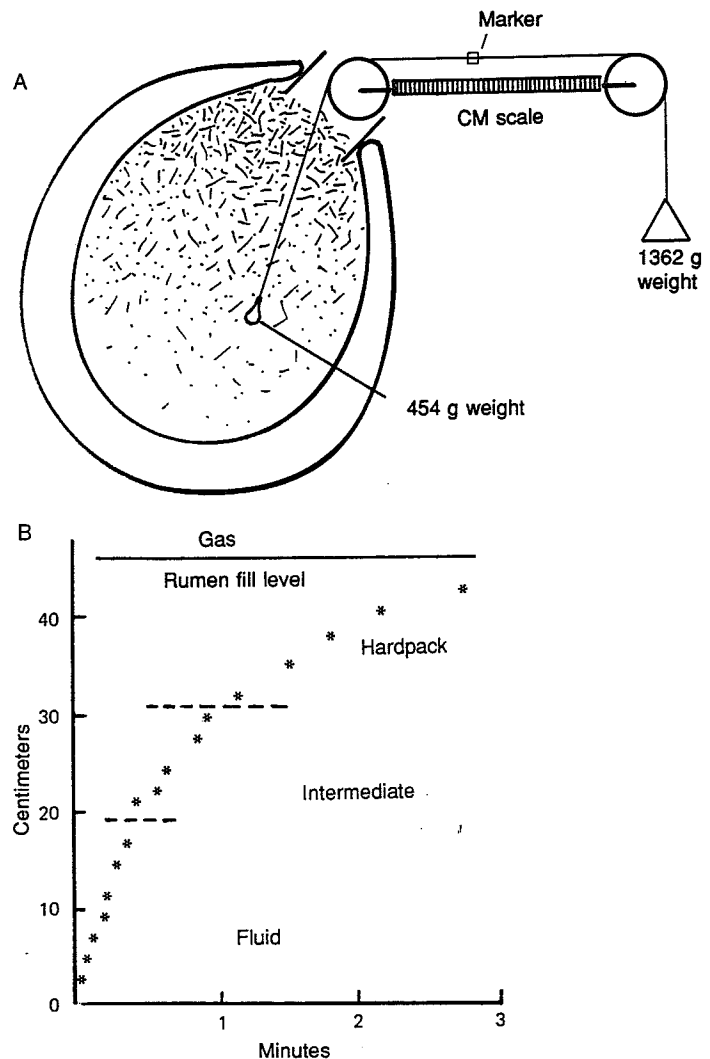 Marker
A
CM scale
1362 g
weight
454 g weight
B
Gas
Rumen fill level
40
Hardpack
30
Centimeters
Intermediate
20
10
Fluid
0
1
2
3
Minutes